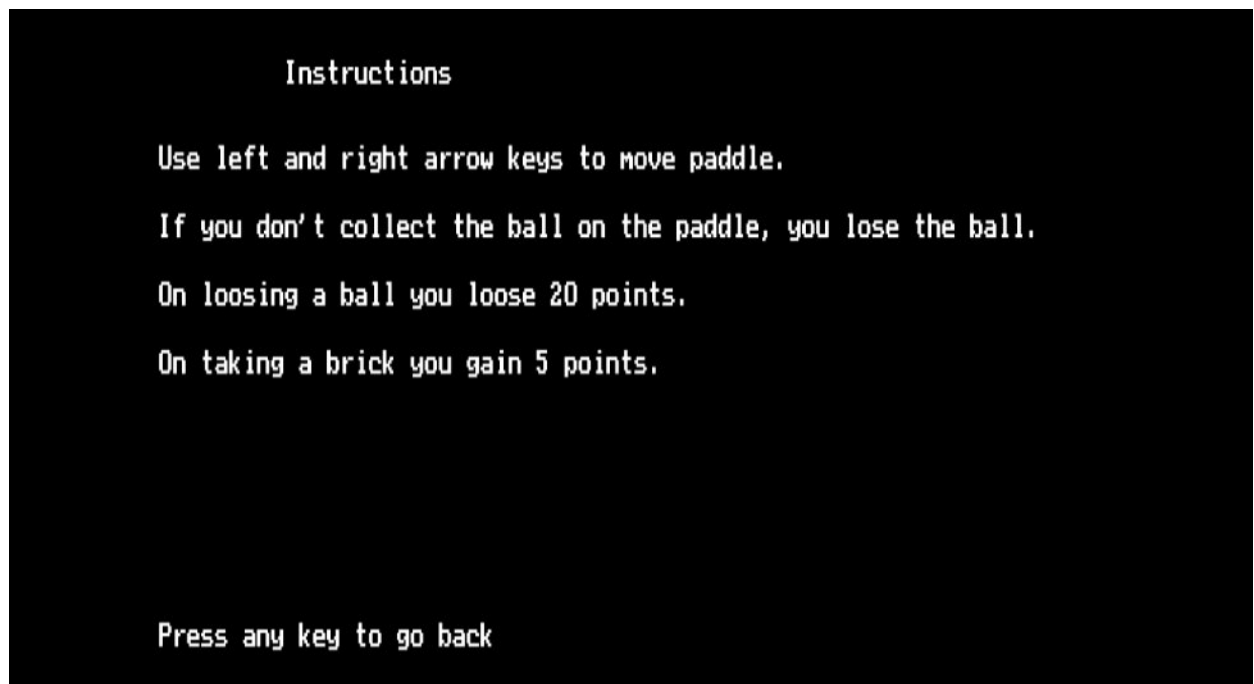 Instructions
Use left and right arrow keys to move paddle.
If you don't collect the ball on the paddle, you lose the ball.
On loosing a ball you loose 20 points.
On taking a brick you gain 5 points.
Press any key to go back